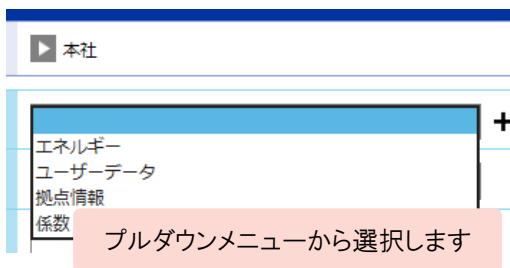 本社
+
エネルギー
ユーザーデータ
拠点情報
係数
プルダウンメニューから選択します